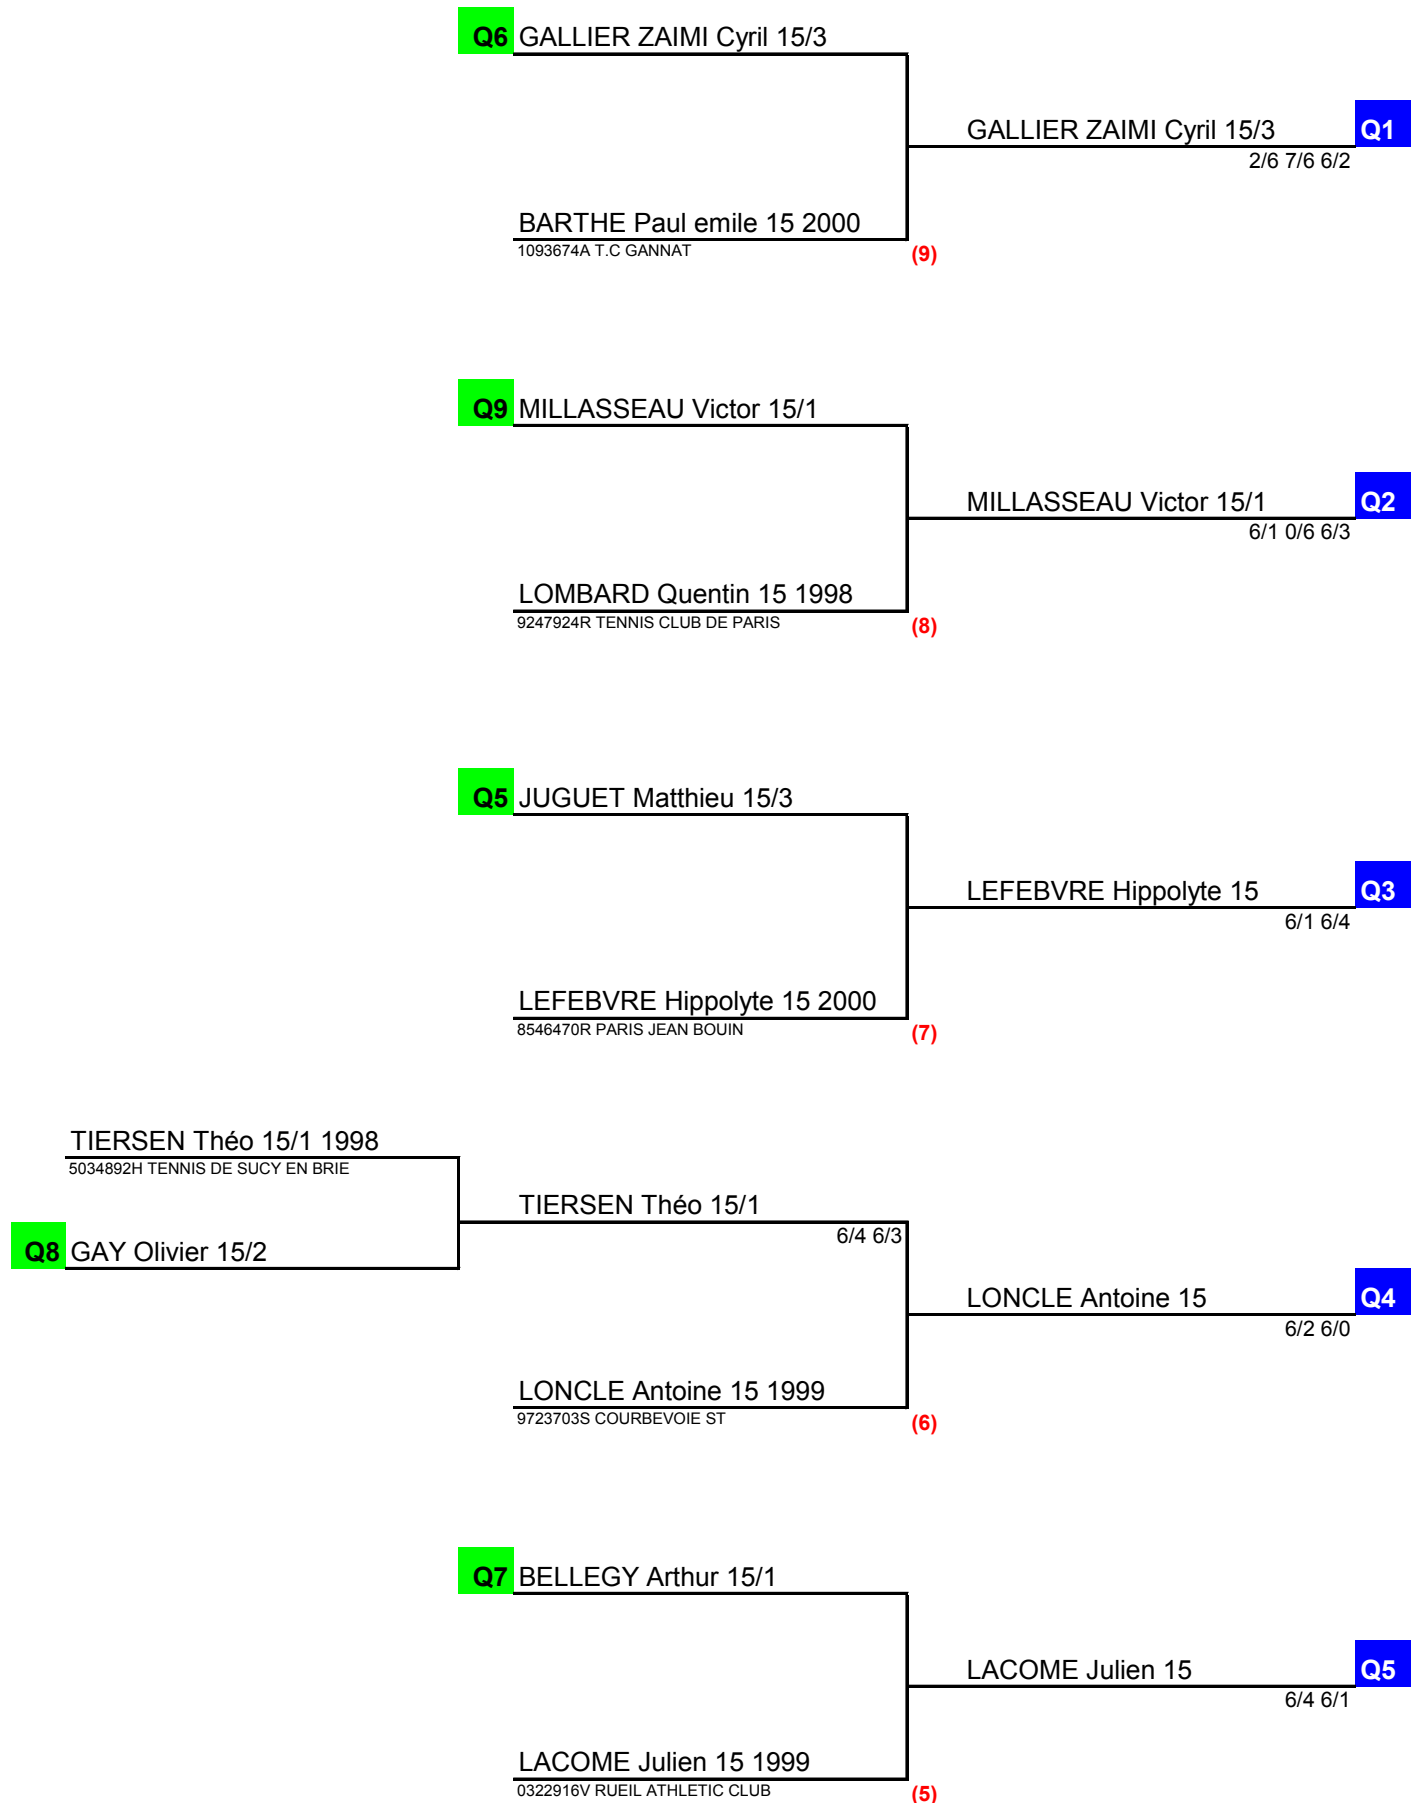 Q6 GALLIER ZAIMI Cyril 15/3
GALLIER ZAIMI Cyril 15/3 Q1
2/6 7/6 6/2
BARTHE Paul emile 15 2000
1093674A T.C GANNAT
(9)
Q9 MILLASSEAU Victor 15/1
MILLASSEAU Victor 15/1 Q2
6/1 0/6 6/3
LOMBARD Quentin 15 1998
9247924R TENNIS CLUB DE PARIS
(8)
Q5 JUGUET Matthieu 15/3
LEFEBVRE Hippolyte 15 Q3
6/1 6/4
LEFEBVRE Hippolyte 15 2000
8546470R PARIS JEAN BOUIN
(7)
TIERSEN Théo 15/1 1998
5034892H TENNIS DE SUCY EN BRIE
TIERSEN Théo 15/1
6/4 6/3
Q8 GAY Olivier 15/2
LONCLE Antoine 15 Q4
6/2 6/0
LONCLE Antoine 15 1999
9723703S COURBEVOIE ST
(6)
Q7 BELLEGY Arthur 15/1
LACOME Julien 15 Q5
6/4 6/1
LACOME Julien 15 1999
0322916V RUEIL ATHLETIC CLUB
(5)